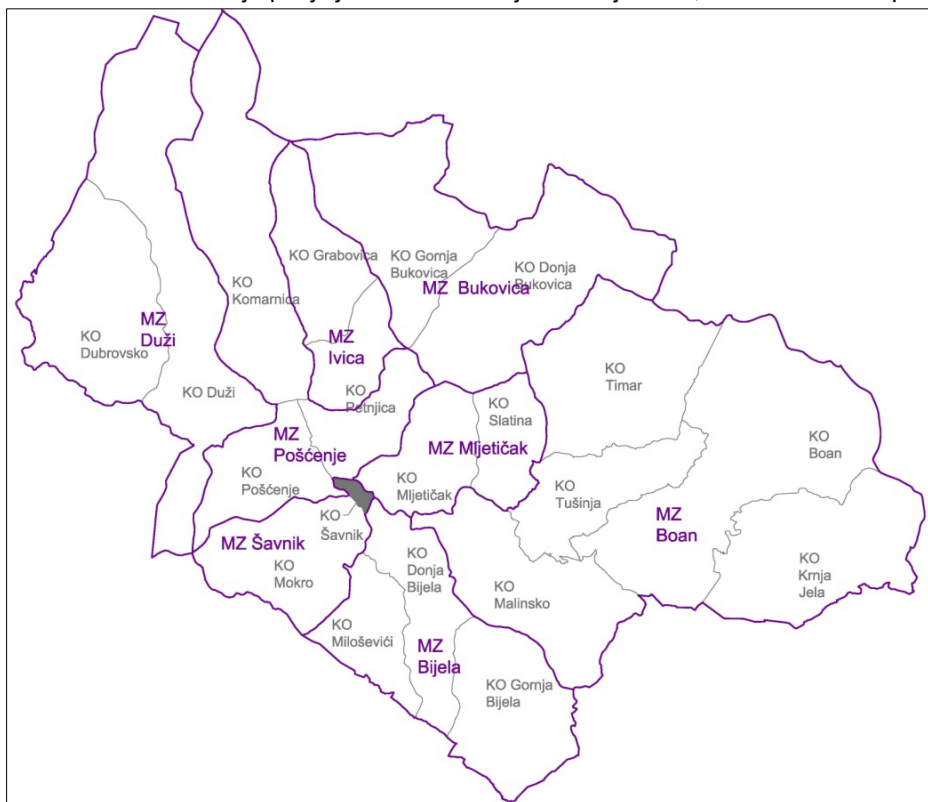 KO Grabovica
KO Gornja
Bukovica
KO Donja
Bukovica
MZ Bukovica
KO
Komarnica
MZ
Duži
KO
Dubrovsko
MZ
Ivica
KO
Timar
KO Duži
KO
Petnjica
KO
Slatina
MZ
Pošćenje
MZ Mljetičak
KO
Boan
KO
Pošćenje
KO
Mljetičak
KO
Tušinja
MZ
Boan
KO
Šavnik
MZ Šavnik
KO
Mokro
KO
Donja
Bijela
KO
Malinsko
KO
Krnja
Jela
KO
Miloševići
MZ
Bijela
KO Gornja
Bijela